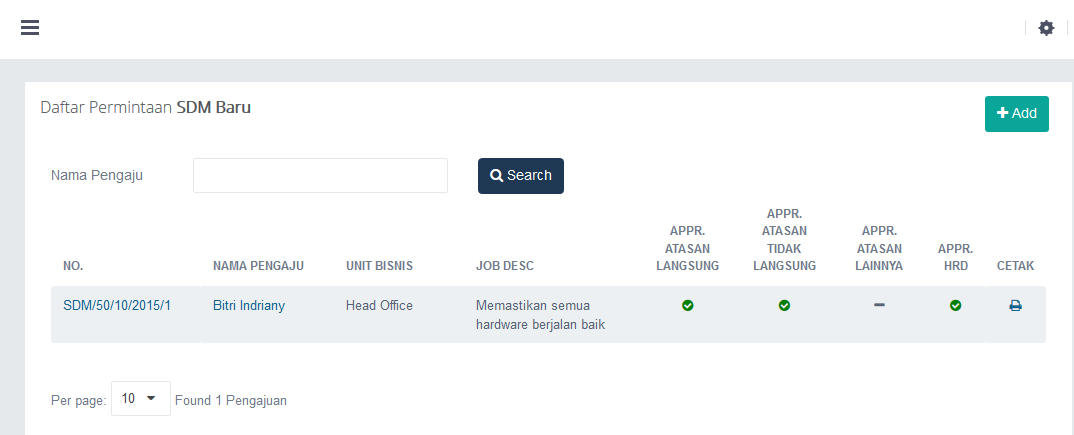 Daftar Permintaan SDM Baru
Add
Nama Pengaju
Search
NO.
NAMA PENGAJU
UNIT BISNIS
JOB DESC
APPR.
ATASAN
LANGSUNG
APPR.
ATASAN
TIDAK
LANGSUNG
APPR.
ATASAN
LAINNYA
APPR.
HRD
CETAK
SDM/50/10/2015/1
Bitri Indriany
Head Office
Memastikan semua
hardware berjalan baik
Per page: 10 Found 1 Pengajuan